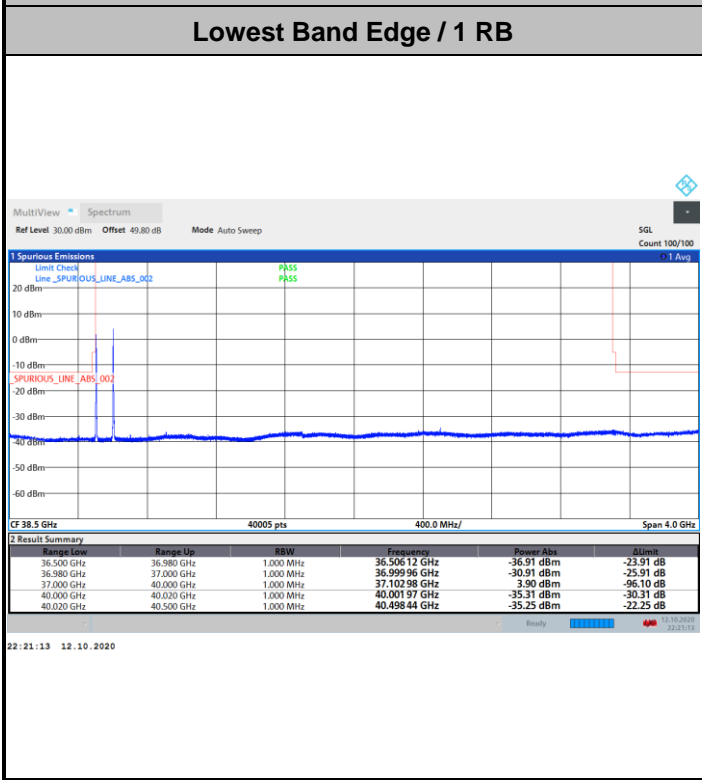 Lowest Band Edge / 1 RB
MultiView Spectrum
Ref Level 30.00 dBm Offset 49.80 dB Mode Auto Sweep SGL
Count 100/100
1 Spurious Emissions 1 Avg
Limit Check PASS
Line _SPURIOUS_LINE_ABS_002 PASS
20 dBm
10 dBm
0 dBm
-10 dBm
_SPURIOUS_LINE_ABS_002
-20 dBm
-30 dBm
-40 dBm
-50 dBm
-60 dBm
CF 38.5 GHz 40005 pts 400.0 MHz/ Span 4.0 GHz
2 Result Summary
Range Low Range Up RBW Frequency Power Abs ΔLimit
36.500 GHz 36.980 GHz 1.000 MHz 36.506 12 GHz -36.91 dBm -23.91 dB
36.980 GHz 37.000 GHz 1.000 MHz 36.999 96 GHz -30.91 dBm -25.91 dB
37.000 GHz 40.000 GHz 1.000 MHz 37.102 98 GHz 3.90 dBm -96.10 dB
40.000 GHz 40.020 GHz 1.000 MHz 40.001 97 GHz -35.31 dBm -30.31 dB
40.020 GHz 40.500 GHz 1.000 MHz 40.498 44 GHz -35.25 dBm -22.25 dB
Ready 12.10.2020
22:21:13
22:21:13 12.10.2020